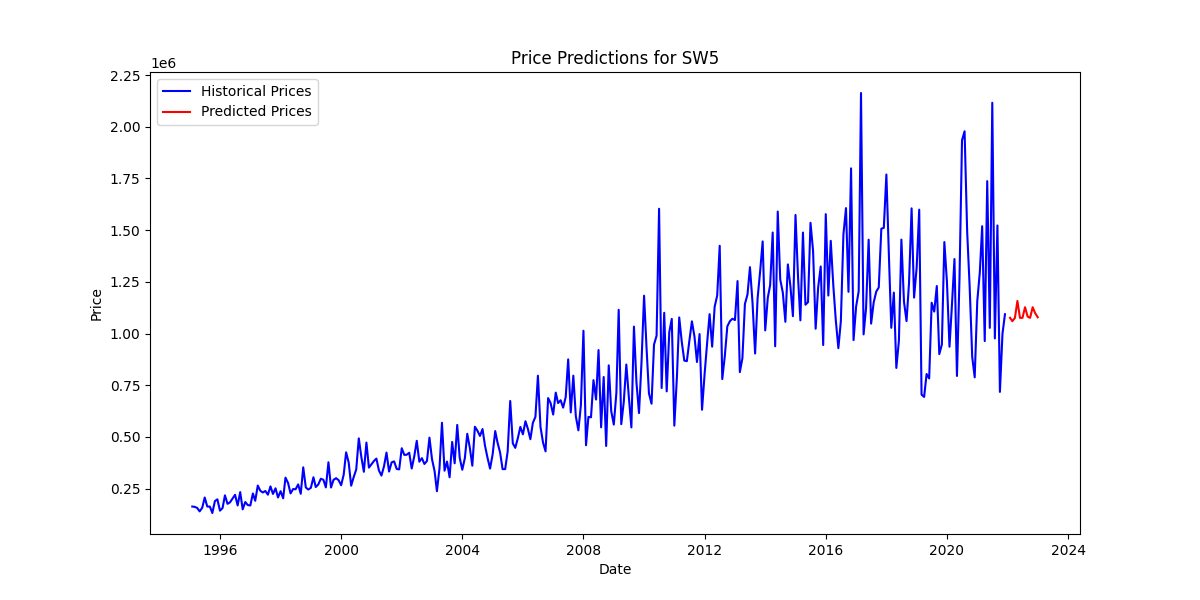 Price Predictions for SW5
1e6
Historical Prices
Predicted Prices
2.25
2.00
1.75
1.50
1.25
1.00
0.75
0.50
0.25
Price
1996 2000 2004 2008 2012 2016 2020 2024
Date